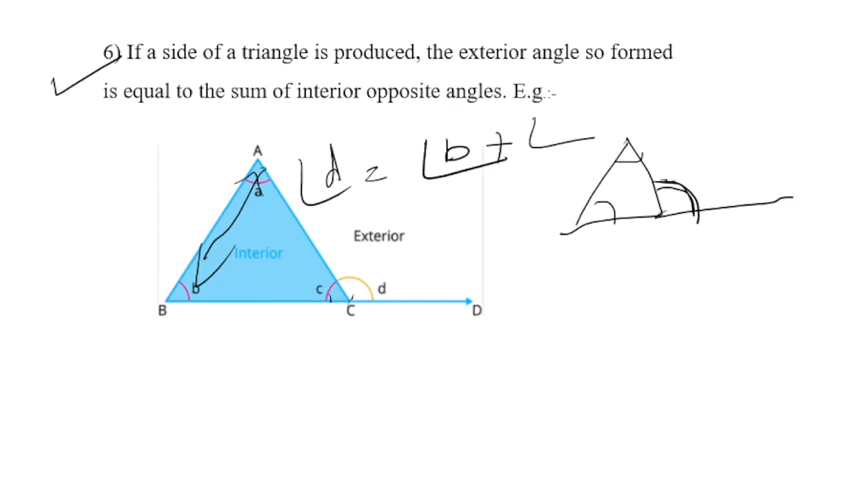 6) If a side of a triangle is produced, the exterior angle so formed
is equal to the sum of interior opposite angles. E.g.:-
A
∠d = ∠b + ∠
a
Exterior
Interior
b
c
d
B
C
D